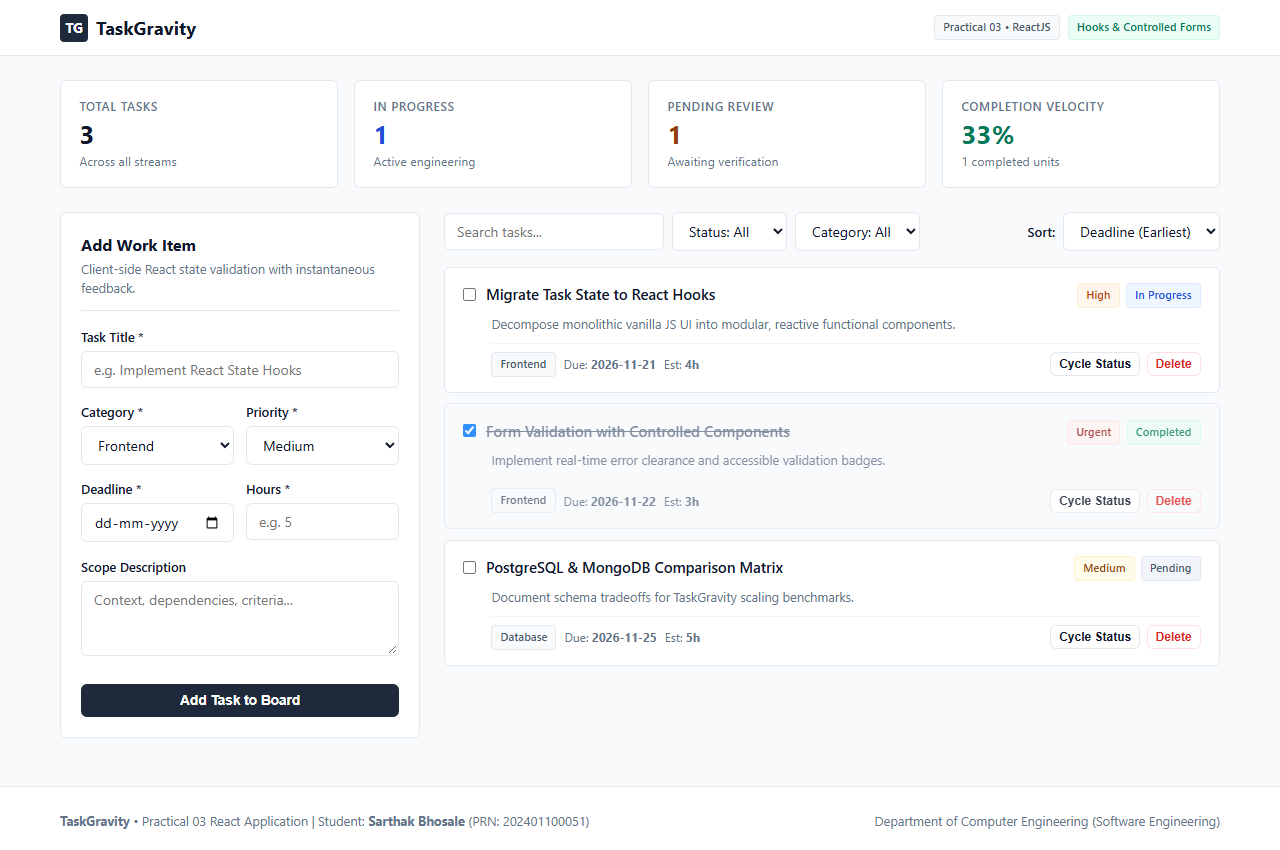 TG TaskGravity
Practical 03 • ReactJS
Hooks & Controlled Forms
TOTAL TASKS
3
Across all streams
IN PROGRESS
1
Active engineering
PENDING REVIEW
1
Awaiting verification
COMPLETION VELOCITY
33%
1 completed units
Add Work Item
Client-side React state validation with instantaneous
feedback.
Task Title *
e.g. Implement React State Hooks
Category *
Priority *
Frontend
Medium
Deadline *
Hours *
dd-mm-yyyy
e.g. 5
Scope Description
Context, dependencies, criteria...
Add Task to Board
Search tasks...
Status: All
Category: All
Sort:
Deadline (Earliest)
Migrate Task State to React Hooks
High
In Progress
Decompose monolithic vanilla JS UI into modular, reactive functional components.
Frontend
Due: 2026-11-21
Est: 4h
Cycle Status
Delete
Form Validation with Controlled Components
Urgent
Completed
Implement real-time error clearance and accessible validation badges.
Frontend
Due: 2026-11-22
Est: 3h
Cycle Status
Delete
PostgreSQL & MongoDB Comparison Matrix
Medium
Pending
Document schema tradeoffs for TaskGravity scaling benchmarks.
Database
Due: 2026-11-25
Est: 5h
Cycle Status
Delete
TaskGravity • Practical 03 React Application | Student: Sarthak Bhosale (PRN: 202401100051)
Department of Computer Engineering (Software Engineering)